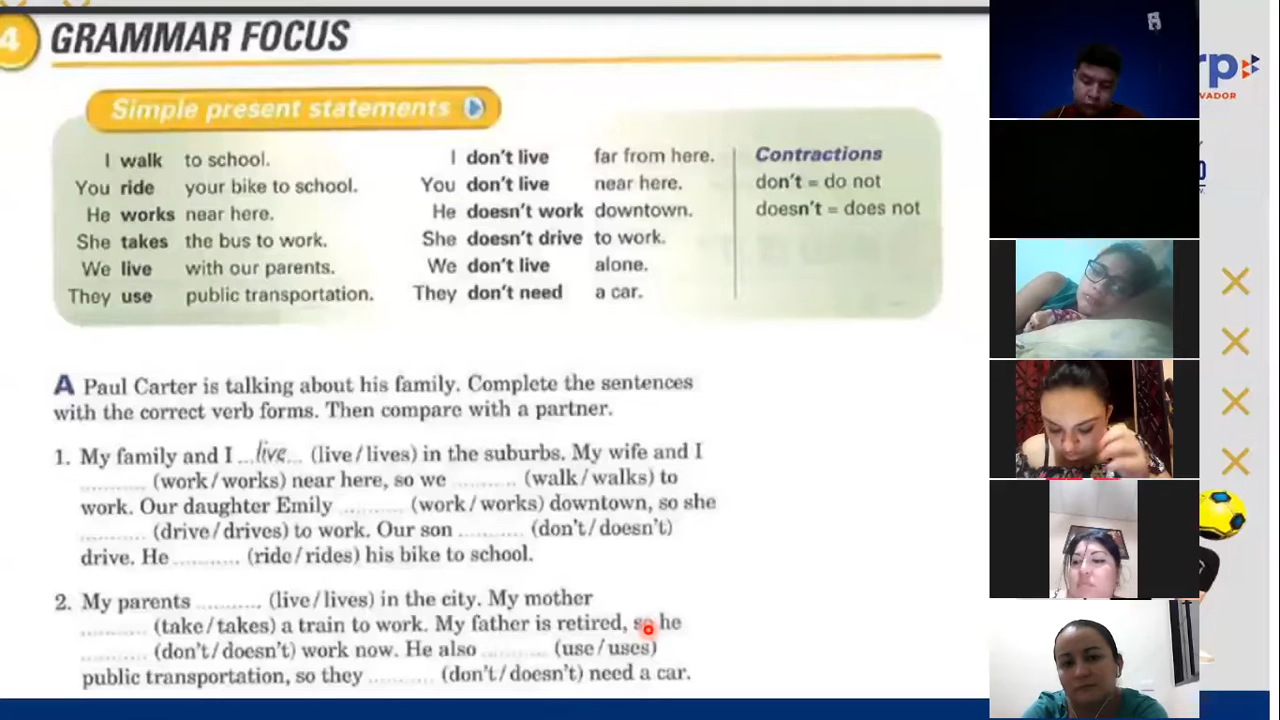 4 GRAMMAR FOCUS
Simple present statements
I walk to school.
You ride your bike to school.
He works near here.
She takes the bus to work.
We live with our parents.
They use public transportation.
I don't live far from here.
You don't live near here.
He doesn't work downtown.
She doesn't drive to work.
We don't live alone.
They don't need a car.
Contractions
don't = do not
doesn't = does not
A Paul Carter is talking about his family. Complete the sentences
with the correct verb forms. Then compare with a partner.
1. My family and I ...live... (live/lives) in the suburbs. My wife and I
.......... (work/works) near here, so we .......... (walk/walks) to
work. Our daughter Emily .......... (work/works) downtown, so she
.......... (drive/drives) to work. Our son .......... (don't/doesn't)
drive. He .......... (ride/rides) his bike to school.
2. My parents .......... (live/lives) in the city. My mother
.......... (take/takes) a train to work. My father is retired, so he
.......... (don't/doesn't) work now. He also .......... (use/uses)
public transportation, so they .......... (don't/doesn't) need a car.
rp
VADOR